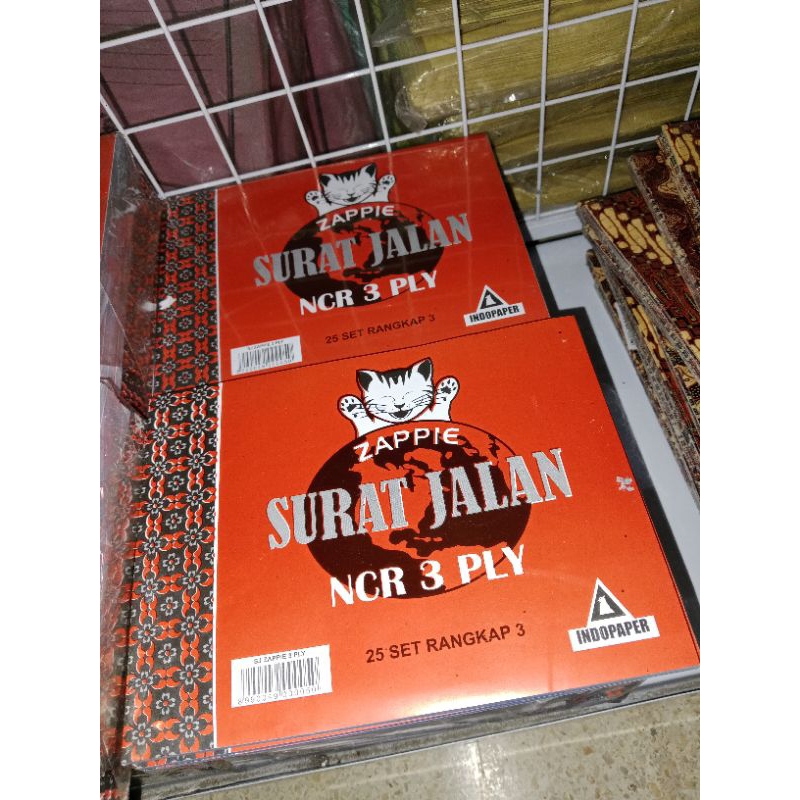 ZAPPIE
SURAT JALAN
NCR 3 PLY
25 SET RANGKAP 3
INDOPAPER
ZAPPIE
SURAT JALAN
NCR 3 PLY
25 SET RANGKAP 3
INDOPAPER
SJ ZAPPIE 3 PLY